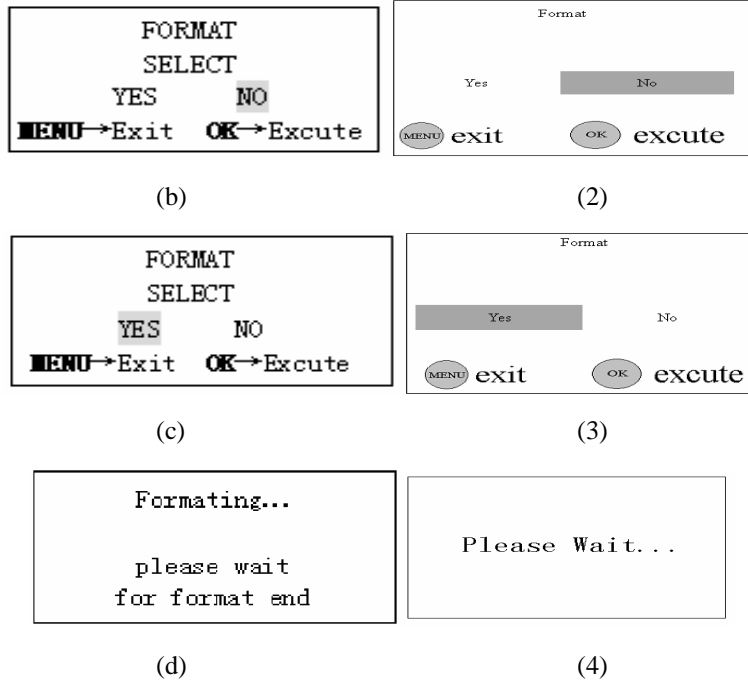 FORMAT
SELECT
YES NO
MENU→Exit OK→Excute
(b)
Format
Yes No
MENU exit OK excute
(2)
FORMAT
SELECT
YES NO
MENU→Exit OK→Excute
(c)
Format
Yes No
MENU exit OK excute
(3)
Formating...
please wait
for format end
(d)
Please Wait...
(4)